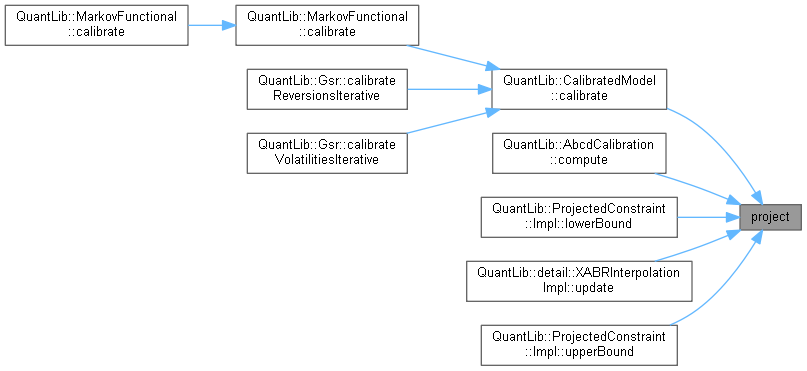 QuantLib::MarkovFunctional
::calibrate
QuantLib::MarkovFunctional
::calibrate
QuantLib::Gsr::calibrate
ReversionsIterative
QuantLib::CalibratedModel
::calibrate
QuantLib::Gsr::calibrate
VolatilitiesIterative
QuantLib::AbcdCalibration
::compute
QuantLib::ProjectedConstraint
::Impl::lowerBound
project
QuantLib::detail::XABRInterpolation
Impl::update
QuantLib::ProjectedConstraint
::Impl::upperBound